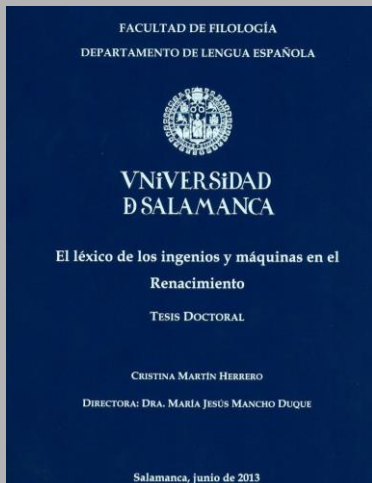 FACULTAD DE FILOLOGÍA
DEPARTAMENTO DE LENGUA ESPAÑOLA
VNiVERSiDAD
D SALAMANCA
El léxico de los ingenios y máquinas en el
Renacimiento
TESIS DOCTORAL
CRISTINA MARTÍN HERRERO
DIRECTORA: DRA. MARÍA JESÚS MANCHO DUQUE
Salamanca, junio de 2013